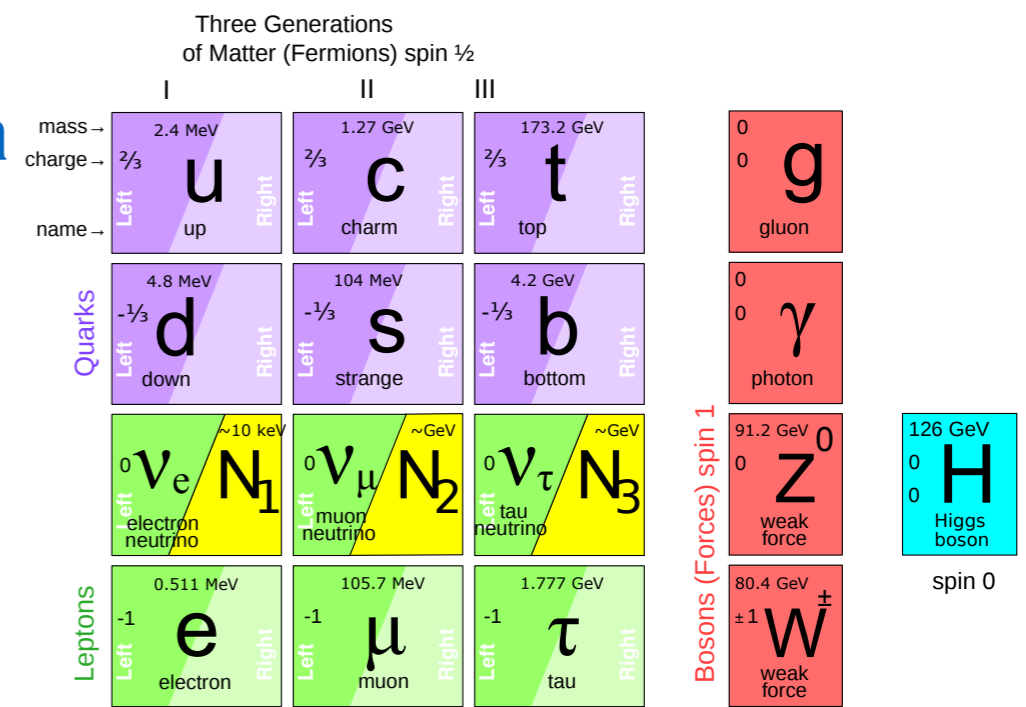 Three Generations
of Matter (Fermions) spin ½
I II III
mass→
charge→
name→
2.4 MeV
⅔
u
Left
Right
up
1.27 GeV
⅔
c
Left
Right
charm
173.2 GeV
⅔
t
Left
Right
top
0
0
g
gluon
Quarks
4.8 MeV
-⅓
d
Left
Right
down
104 MeV
-⅓
s
Left
Right
strange
4.2 GeV
-⅓
b
Left
Right
bottom
0
0
γ
photon
0
νe
Left
electron
neutrino
~10 keV
N1
0
νμ
Left
muon
neutrino
~GeV
N2
0
ντ
Left
tau
neutrino
~GeV
N3
Bosons (Forces) spin 1
91.2 GeV
0
Z0
weak
force
126 GeV
0
0
H
Higgs
boson
spin 0
Leptons
0.511 MeV
-1
e
Left
Right
electron
105.7 MeV
-1
μ
Left
Right
muon
1.777 GeV
-1
τ
Left
Right
tau
80.4 GeV
±1
W±
weak
force